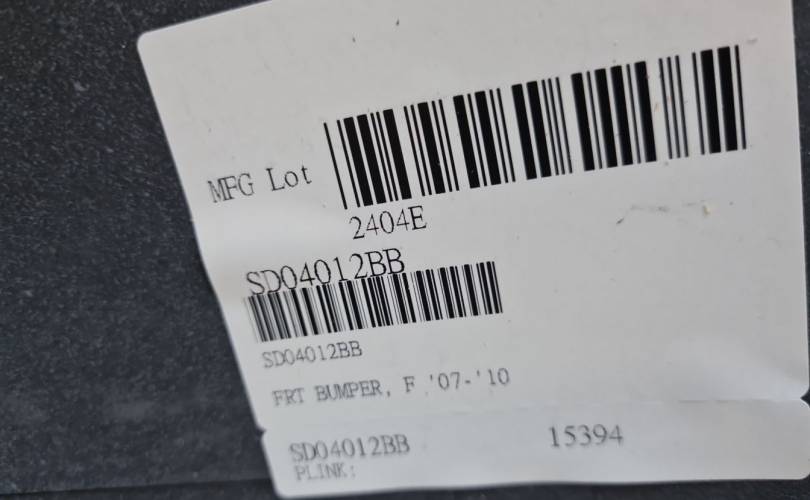 MFG Lot
2404E
SD04012BB
SD04012BB
FRT BUMPER, F '07-'10
SD04012BB 15394
PLINK: